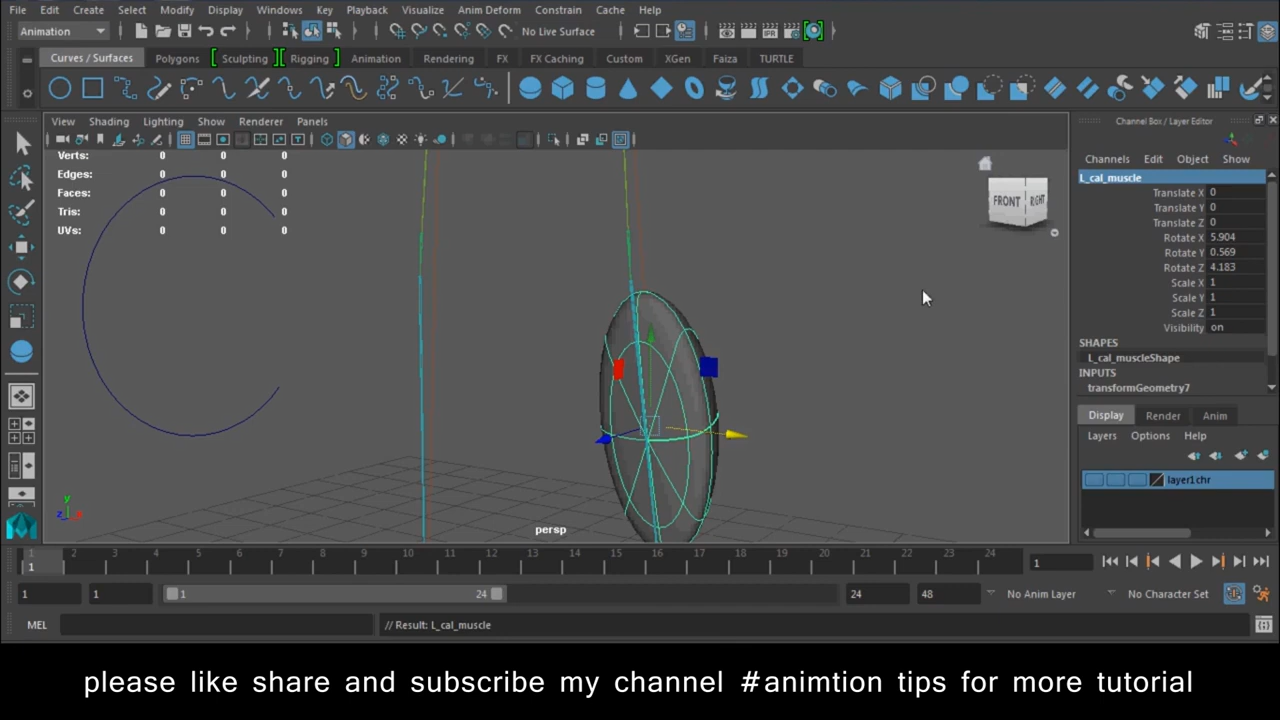 File Edit Create Select Modify Display Windows Key Playback Visualize Anim Deform Constrain Cache Help
Animation No Live Surface
Curves / Surfaces Polygons Sculpting Rigging Animation Rendering FX FX Caching Custom XGen Faiza TURTLE
View Shading Lighting Show Renderer Panels
Channel Box / Layer Editor
Channels Edit Object Show
Verts: 0 0 0
Edges: 0 0 0
Faces: 0 0 0
Tris: 0 0 0
UVs: 0 0 0
FRONT RIGHT
L_cal_muscle
Translate X 0
Translate Y 0
Translate Z 0
Rotate X 5.904
Rotate Y 0.569
Rotate Z 4.183
Scale X 1
Scale Y 1
Scale Z 1
Visibility on
SHAPES
L_cal_muscleShape
INPUTS
transformGeometry7
Display Render Anim
Layers Options Help
layer1chr
y
z x
persp
1 2 3 4 5 6 7 8 9 10 11 12 13 14 15 16 17 18 19 20 21 22 23 24
1 1
1 1 1 24 24 48 No Anim Layer No Character Set
MEL // Result: L_cal_muscle
please like share and subscribe my channel #animtion tips for more tutorial